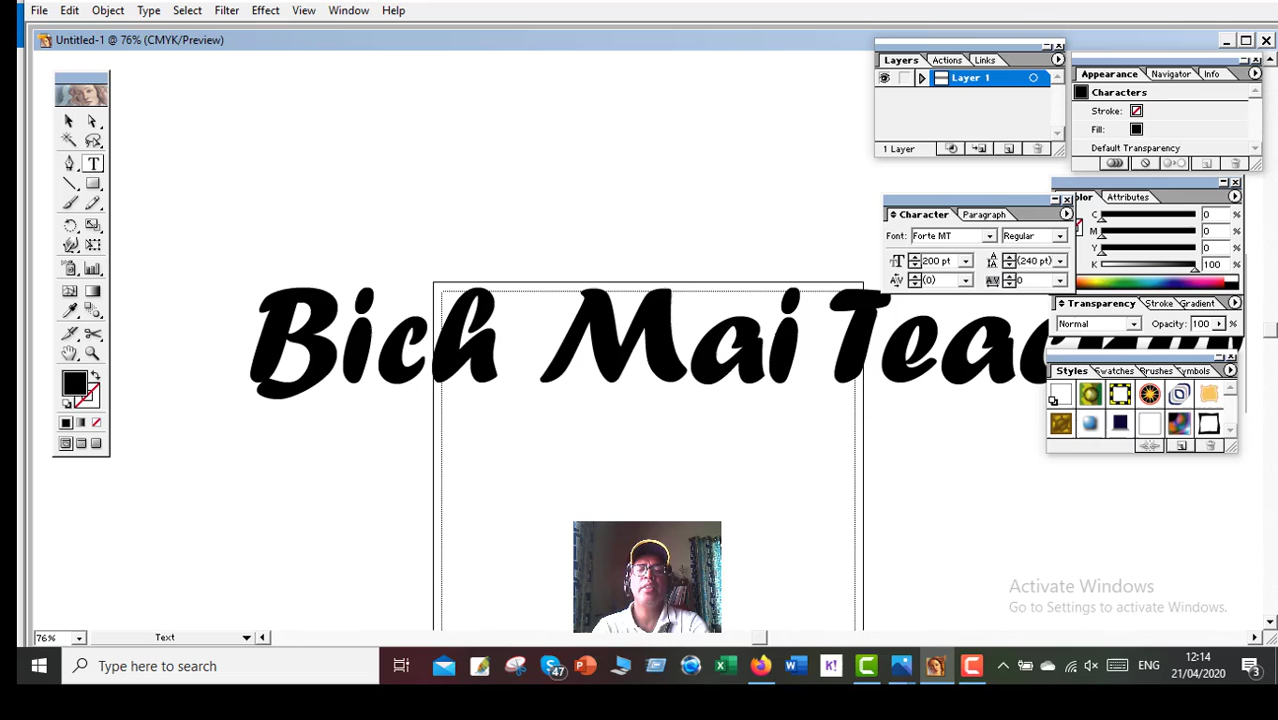 File Edit Object Type Select Filter Effect View Window Help
Untitled-1 @ 76% (CMYK/Preview)
Layers Actions Links
Layer 1
1 Layer
Appearance Navigator Info
Characters
Stroke:
Fill:
Default Transparency
Character Paragraph
Font: Forte MT Regular
200 pt (240 pt)
(0) 0
olor Attributes
C 0 %
M 0 %
Y 0 %
K 100 %
Transparency Stroke Gradient
Normal Opacity: 100 %
Styles Swatches Brushes Symbols
Bich Mai Teac
T
76% Text
Activate Windows
Go to Settings to activate Windows.
Type here to search
47
K!
ENG
12:14
21/04/2020
3